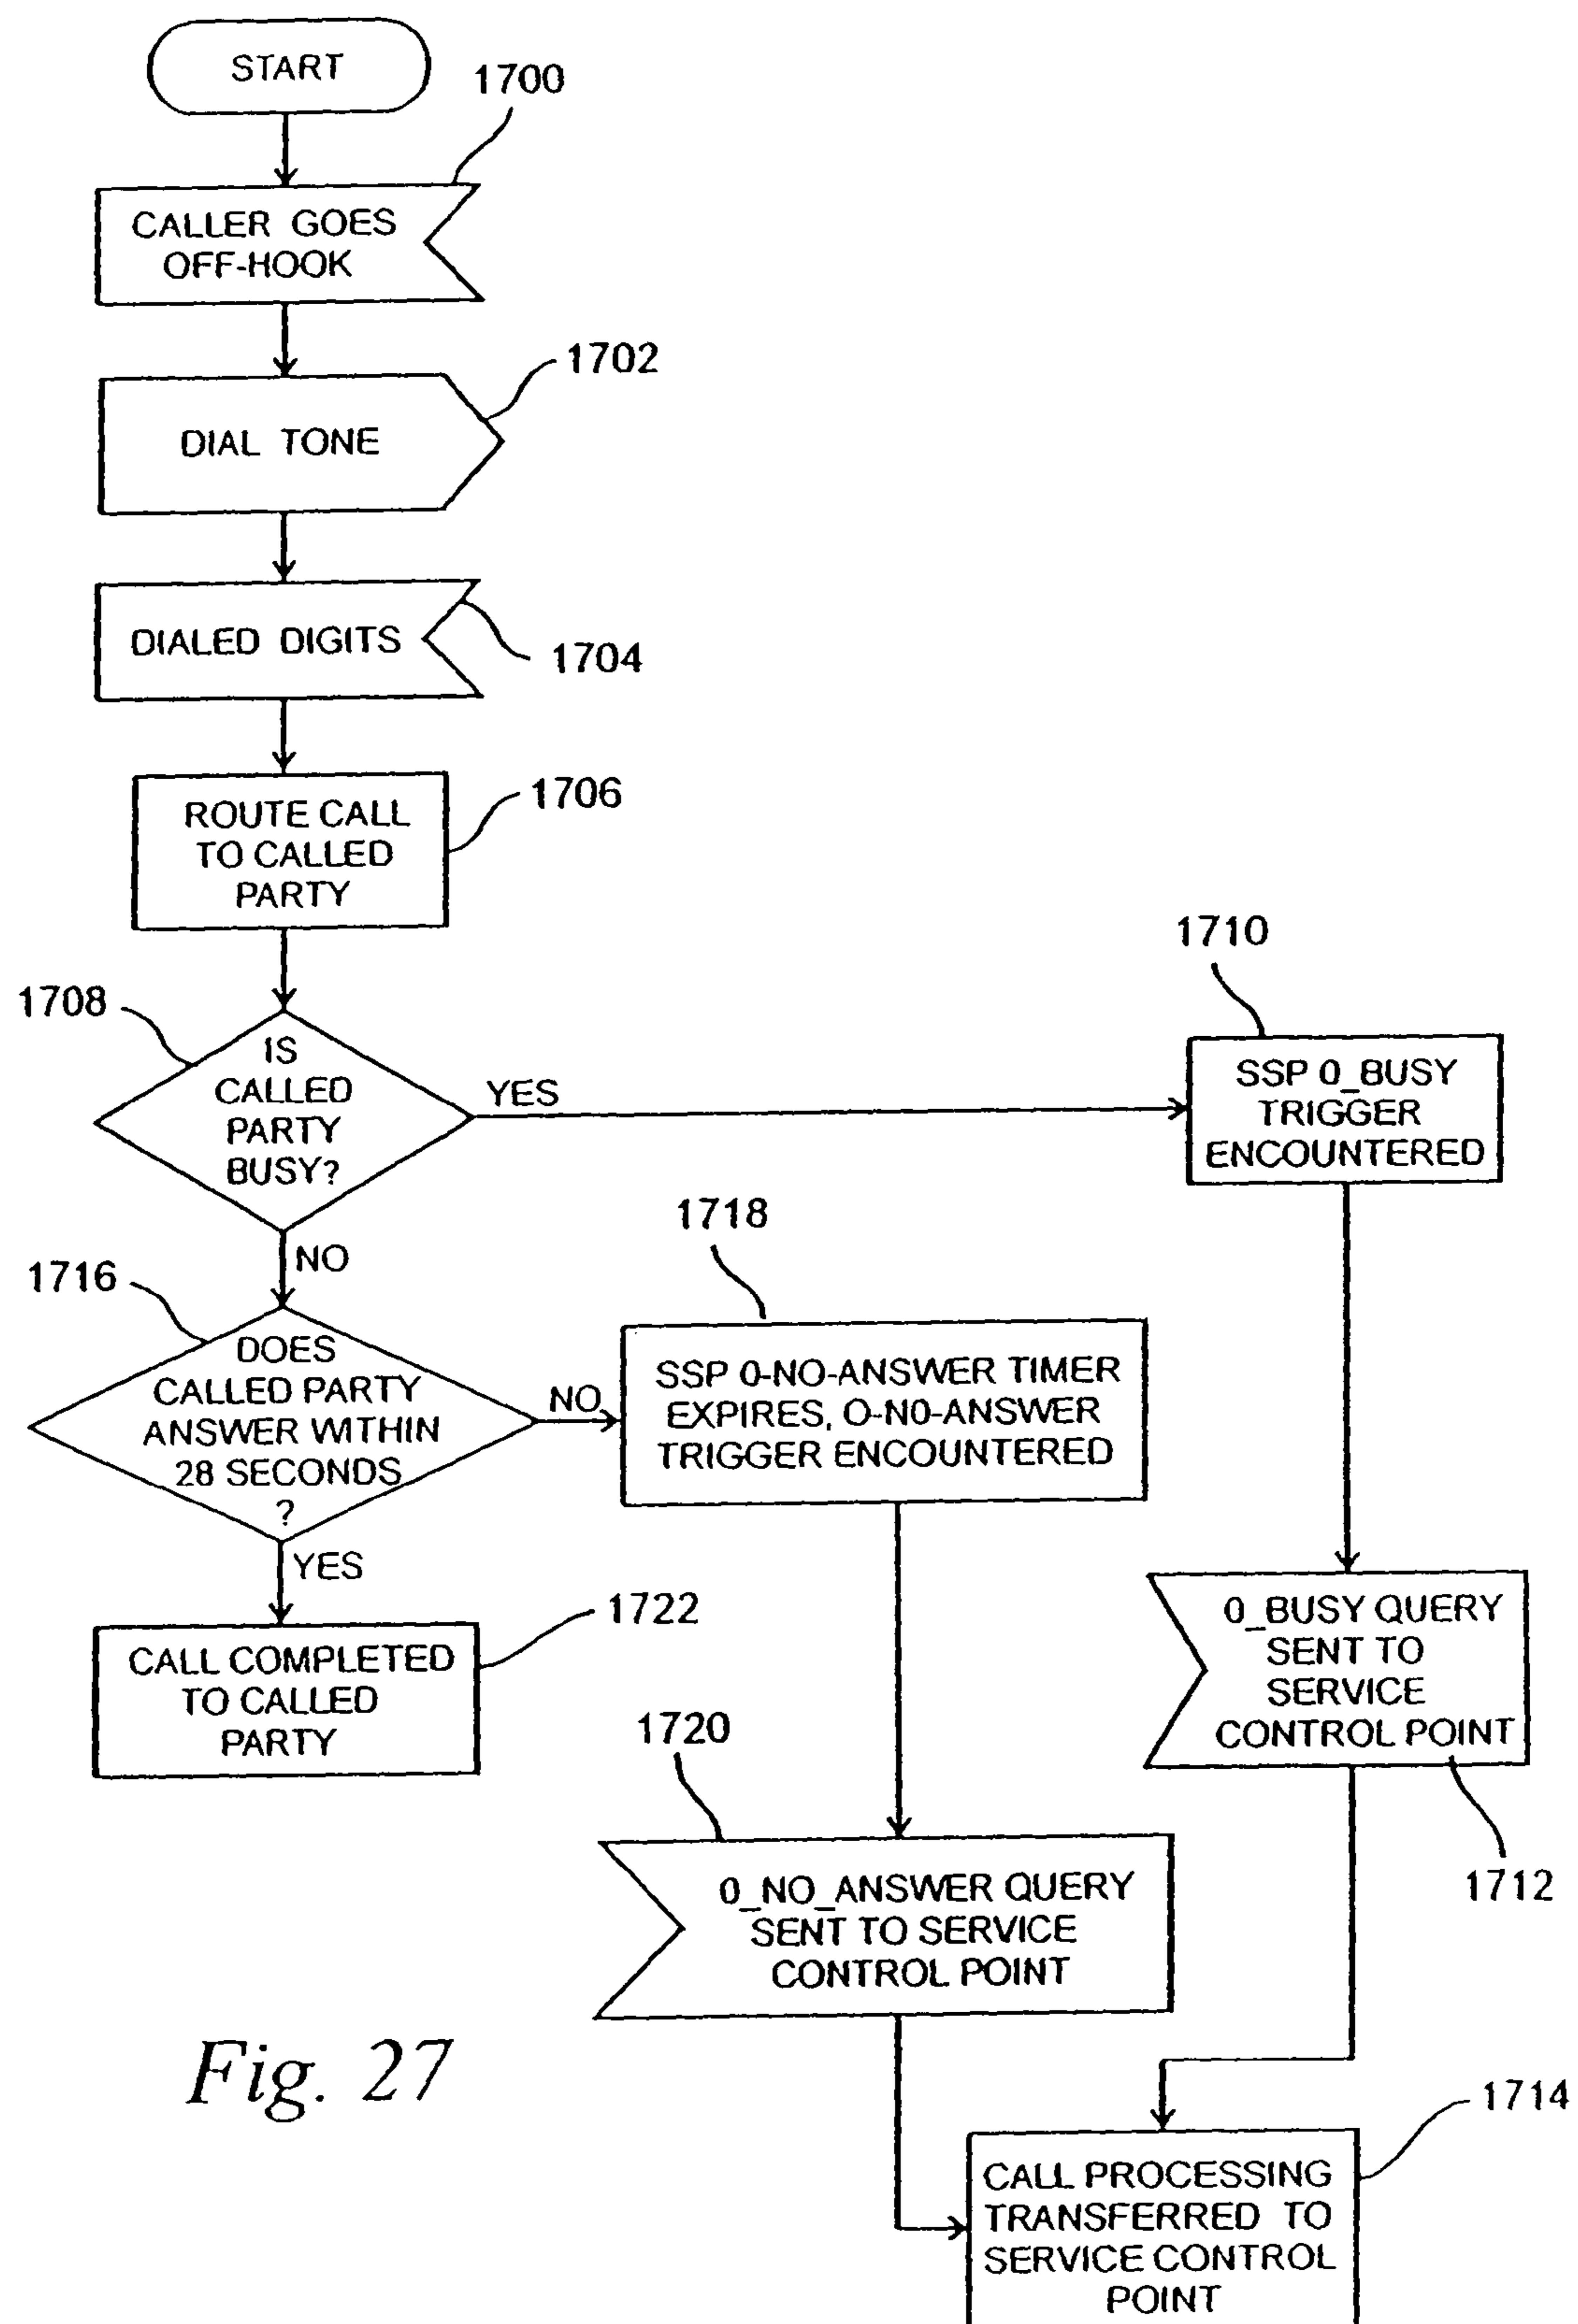 START
1700
CALLER GOES
OFF-HOOK
1702
DIAL TONE
DIALED DIGITS
1704
ROUTE CALL
TO CALLED
PARTY
1706
1708
IS
CALLED
PARTY
BUSY?
YES
1710
SSP 0_BUSY
TRIGGER
ENCOUNTERED
NO
1716
DOES
CALLED PARTY
ANSWER WITHIN
28 SECONDS
?
NO
1718
SSP 0-NO-ANSWER TIMER
EXPIRES, O-NO-ANSWER
TRIGGER ENCOUNTERED
YES
1722
CALL COMPLETED
TO CALLED
PARTY
0_BUSY QUERY
SENT TO
SERVICE
CONTROL POINT
1712
1720
0_NO_ANSWER QUERY
SENT TO SERVICE
CONTROL POINT
1714
CALL PROCESSING
TRANSFERRED TO
SERVICE CONTROL
POINT
Fig. 27